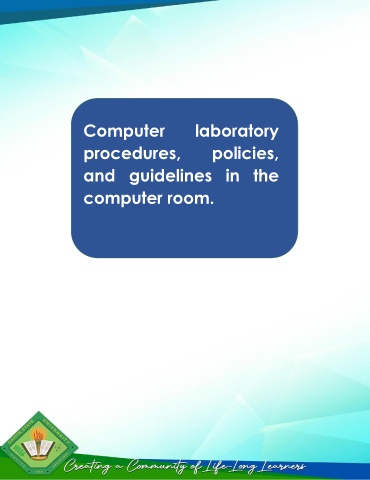 Computer laboratory
procedures, policies,
and guidelines in the
computer room.
Creating a Community of Life-Long Learners